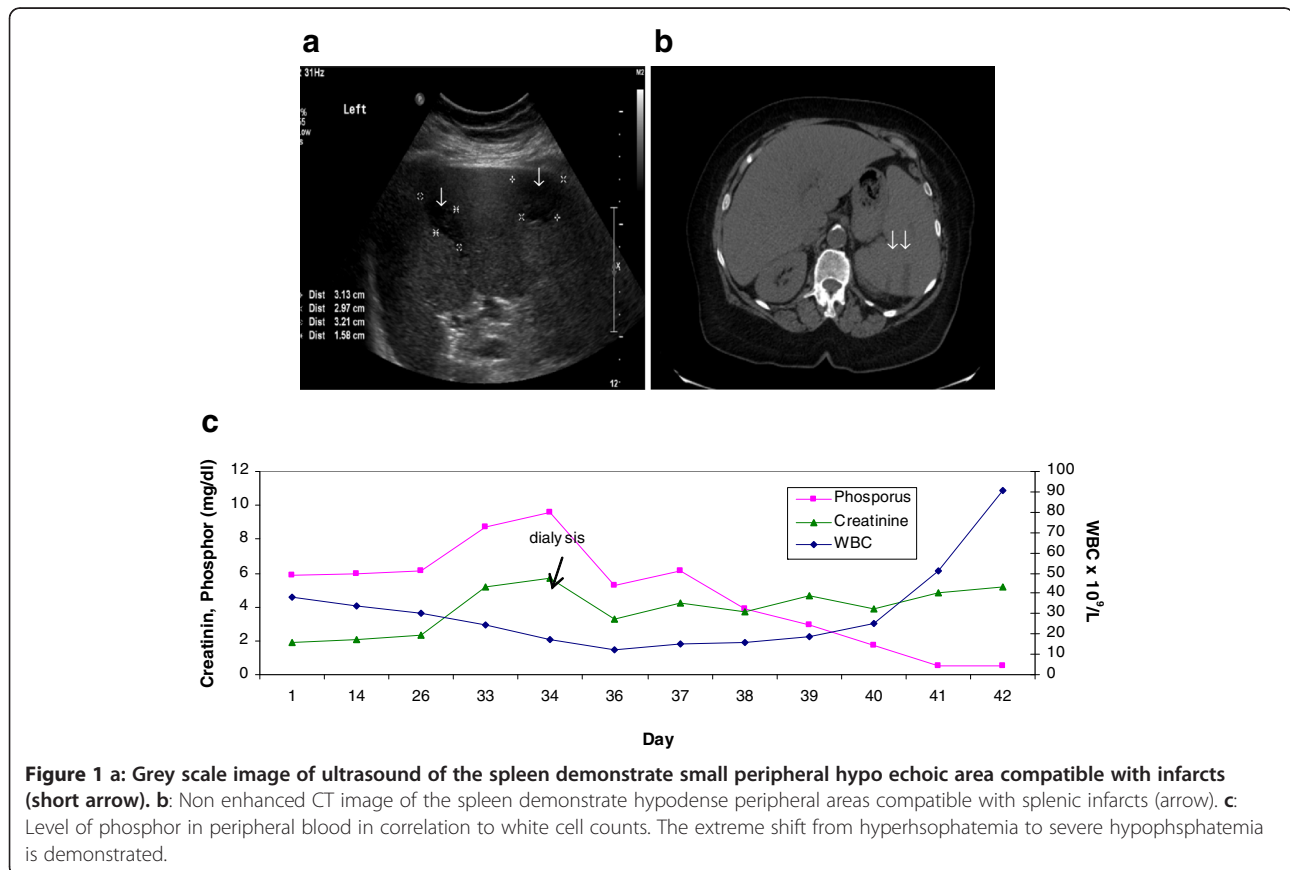 a
b
: 31Hz
M2
Left
%
55
ow
s
Dist 3.13 cm
Dist 2.97 cm
Dist 3.21 cm
Dist 1.58 cm
12
c
Creatinin, Phosphor (mg/dl)
12
10
8
6
4
2
0
dialysis
Phosporus
Creatinine
WBC
100
90
80
70
60
50
40
30
20
10
0
WBC x 10⁹/L
1 14 26 33 34 36 37 38 39 40 41 42
Day
Figure 1 a: Grey scale image of ultrasound of the spleen demonstrate small peripheral hypo echoic area compatible with infarcts
(short arrow). b: Non enhanced CT image of the spleen demonstrate hypodense peripheral areas compatible with splenic infarcts (arrow). c:
Level of phosphor in peripheral blood in correlation to white cell counts. The extreme shift from hyperhsophatemia to severe hypophsphatemia
is demonstrated.